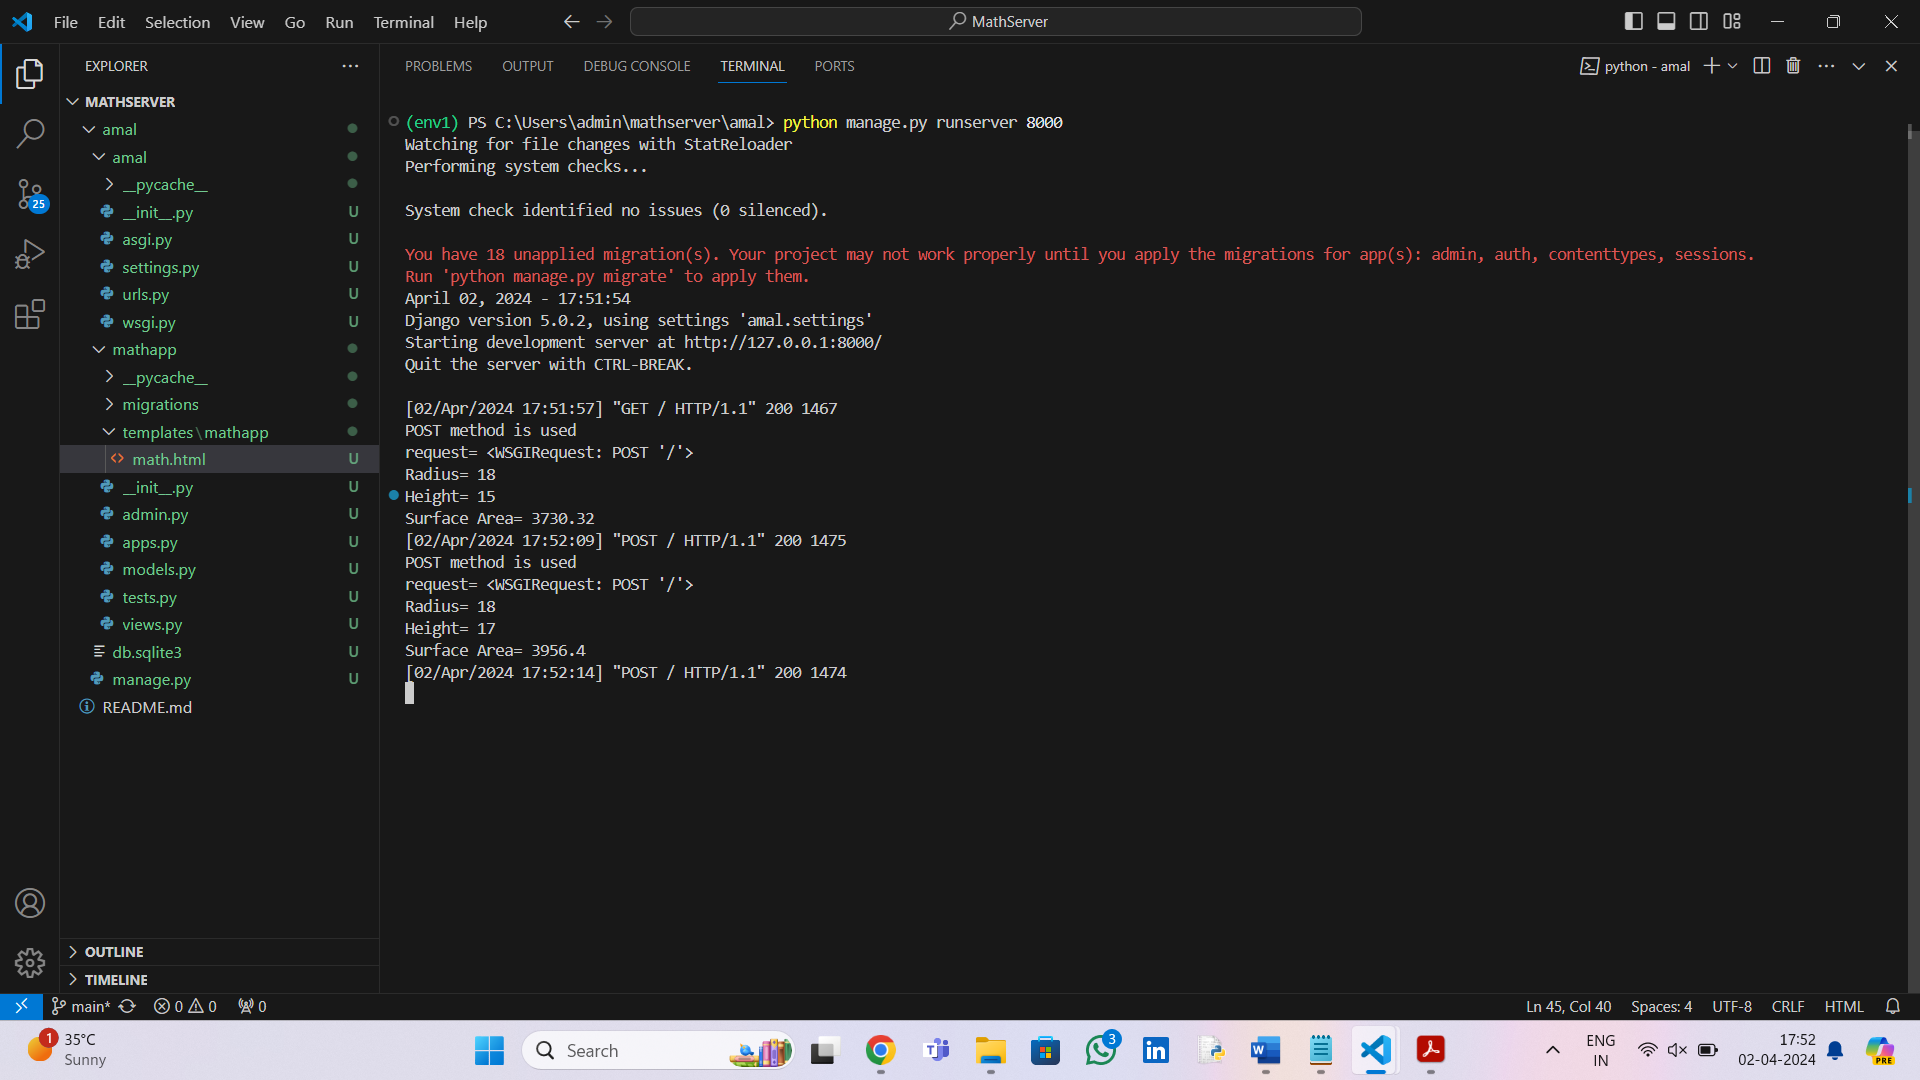 File Edit Selection View Go Run Terminal Help
MathServer
EXPLORER
MATHSERVER
amal
amal
__pycache__
__init__.py U
asgi.py U
settings.py U
urls.py U
wsgi.py U
mathapp
__pycache__
migrations
templates\mathapp
math.html U
__init__.py U
admin.py U
apps.py U
models.py U
tests.py U
views.py U
db.sqlite3 U
manage.py U
README.md
OUTLINE
TIMELINE
25
PROBLEMS OUTPUT DEBUG CONSOLE TERMINAL PORTS
python - amal
(env1) PS C:\Users\admin\mathserver\amal> python manage.py runserver 8000
Watching for file changes with StatReloader
Performing system checks...
System check identified no issues (0 silenced).
You have 18 unapplied migration(s). Your project may not work properly until you apply the migrations for app(s): admin, auth, contenttypes, sessions.
Run 'python manage.py migrate' to apply them.
April 02, 2024 - 17:51:54
Django version 5.0.2, using settings 'amal.settings'
Starting development server at http://127.0.0.1:8000/
Quit the server with CTRL-BREAK.
[02/Apr/2024 17:51:57] "GET / HTTP/1.1" 200 1467
POST method is used
request= <WSGIRequest: POST '/'>
Radius= 18
Height= 15
Surface Area= 3730.32
[02/Apr/2024 17:52:09] "POST / HTTP/1.1" 200 1475
POST method is used
request= <WSGIRequest: POST '/'>
Radius= 18
Height= 17
Surface Area= 3956.4
[02/Apr/2024 17:52:14] "POST / HTTP/1.1" 200 1474
main* 0 0 0
Ln 45, Col 40 Spaces: 4 UTF-8 CRLF HTML
1
35°C
Sunny
Search
3
ENG
IN
17:52
02-04-2024
PRE